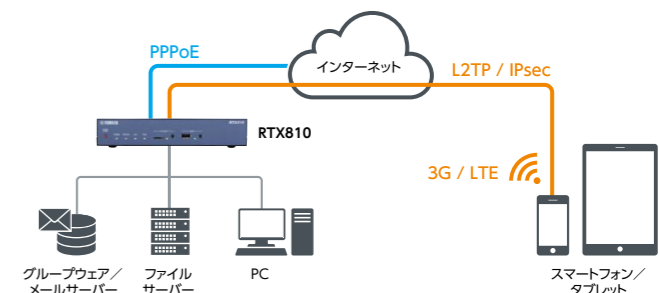 PPPoE
インターネット
L2TP / IPsec
RTX810
3G / LTE
グループウェア／
メールサーバー
ファイル
サーバー
PC
スマートフォン／
タブレット